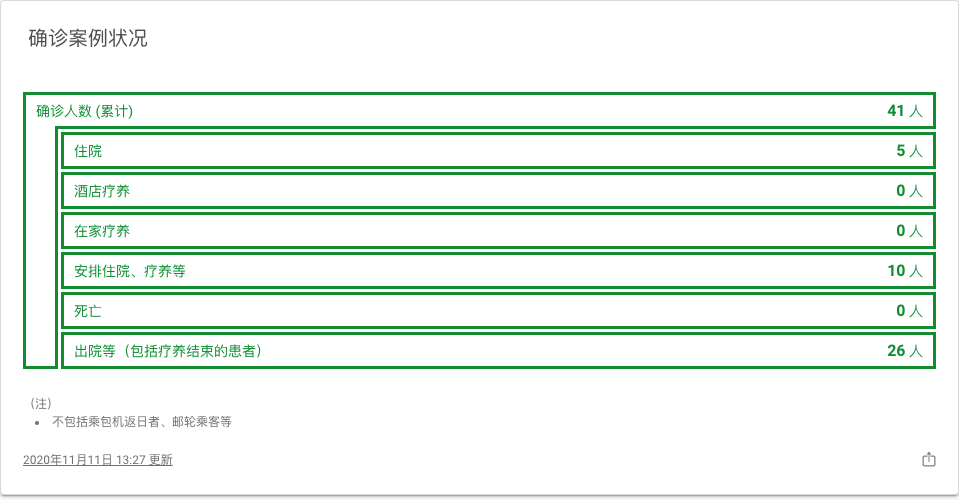 确诊案例状况
确诊人数 (累计) 41 人
住院 5 人
酒店疗养 0 人
在家疗养 0 人
安排住院、疗养等 10 人
死亡 0 人
出院等（包括疗养结束的患者） 26 人
（注）
• 不包括乘包机返日者、邮轮乘客等
2020年11月11日 13:27 更新